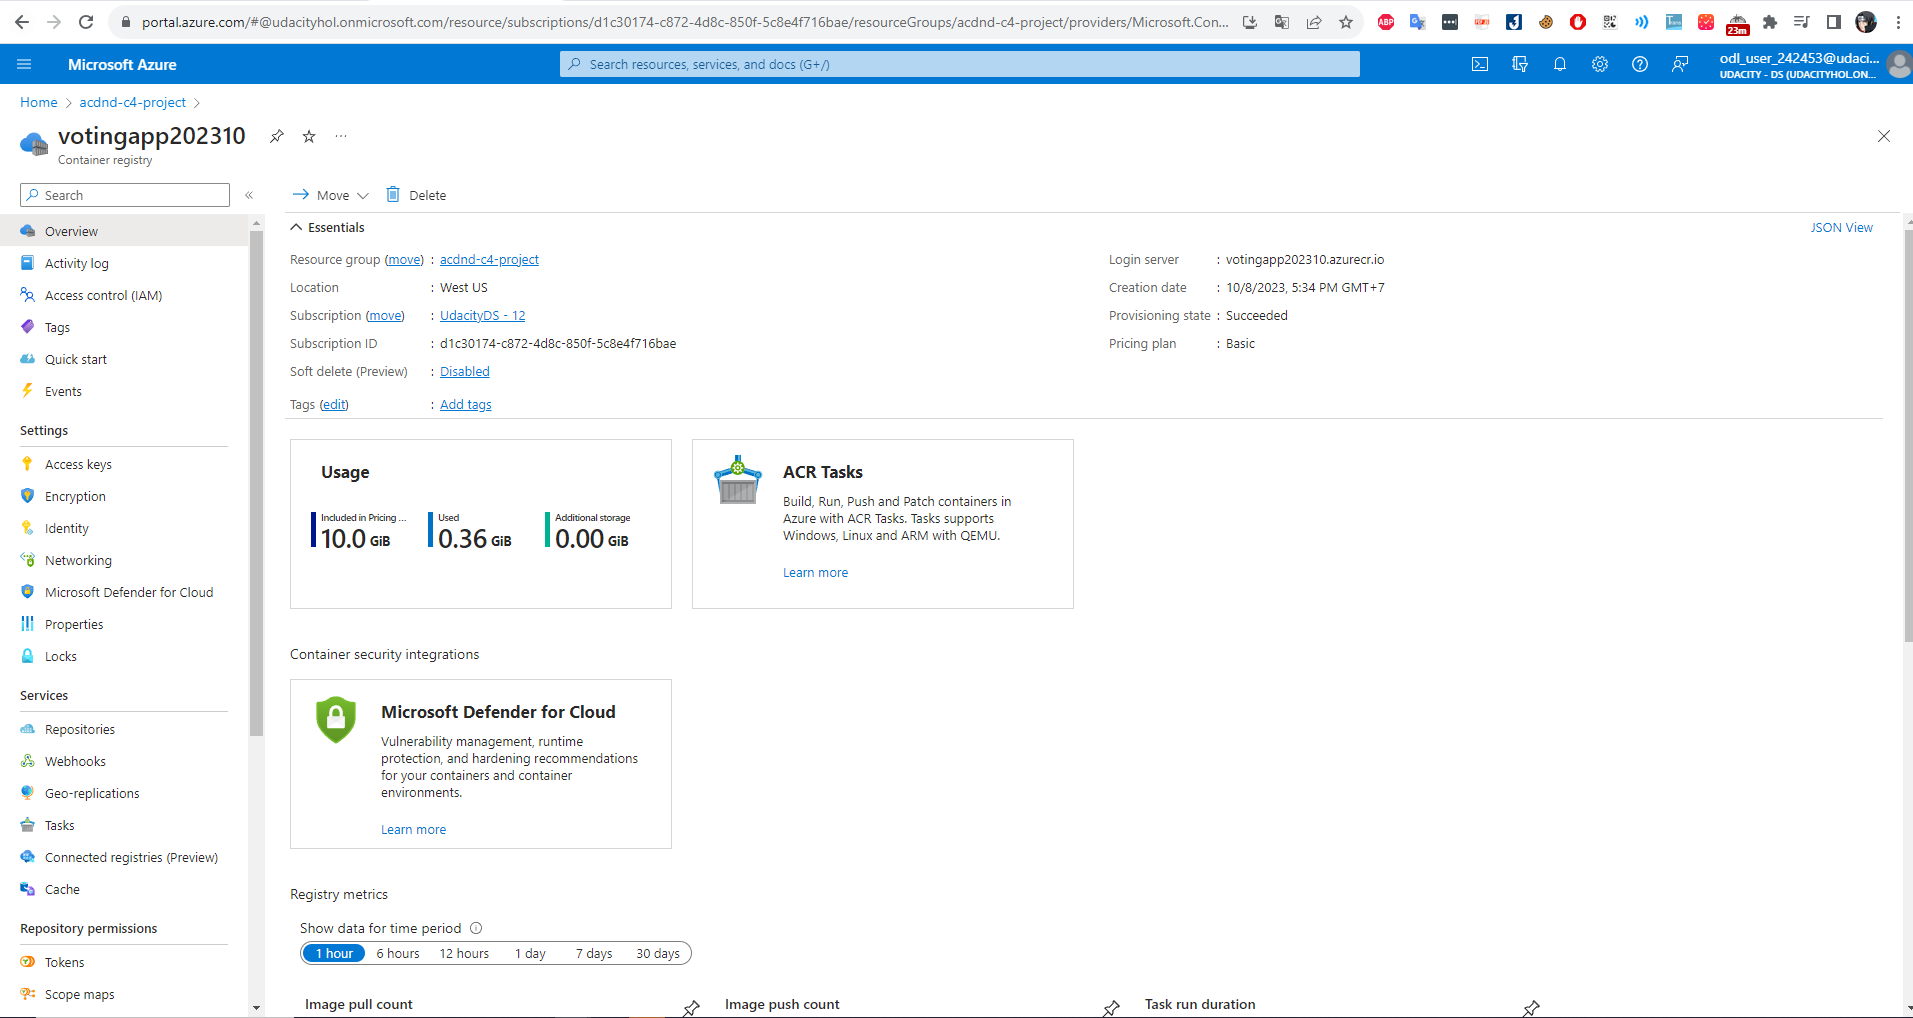 portal.azure.com/#@udacityhol.onmicrosoft.com/resource/subscriptions/d1c30174-c872-4d8c-850f-5c8e4f716bae/resourceGroups/acdnd-c4-project/providers/Microsoft.Con...
ABP
23m
Microsoft Azure
Search resources, services, and docs (G+/)
odl_user_242453@udaci...
UDACITY - DS (UDACITYHOL.ON...
Home > acdnd-c4-project >
votingapp202310
Container registry
Search
Move
Delete
Overview
Activity log
Access control (IAM)
Tags
Quick start
Events
Settings
Access keys
Encryption
Identity
Networking
Microsoft Defender for Cloud
Properties
Locks
Services
Repositories
Webhooks
Geo-replications
Tasks
Connected registries (Preview)
Cache
Repository permissions
Tokens
Scope maps
Essentials
JSON View
Resource group (move) : acdnd-c4-project
Location : West US
Subscription (move) : UdacityDS - 12
Subscription ID : d1c30174-c872-4d8c-850f-5c8e4f716bae
Soft delete (Preview) : Disabled
Tags (edit) : Add tags
Login server : votingapp202310.azurecr.io
Creation date : 10/8/2023, 5:34 PM GMT+7
Provisioning state : Succeeded
Pricing plan : Basic
Usage
Included in Pricing ...
10.0 GiB
Used
0.36 GiB
Additional storage
0.00 GiB
ACR Tasks
Build, Run, Push and Patch containers in
Azure with ACR Tasks. Tasks supports
Windows, Linux and ARM with QEMU.
Learn more
Container security integrations
Microsoft Defender for Cloud
Vulnerability management, runtime
protection, and hardening recommendations
for your containers and container
environments.
Learn more
Registry metrics
Show data for time period
1 hour 6 hours 12 hours 1 day 7 days 30 days
Image pull count
Image push count
Task run duration